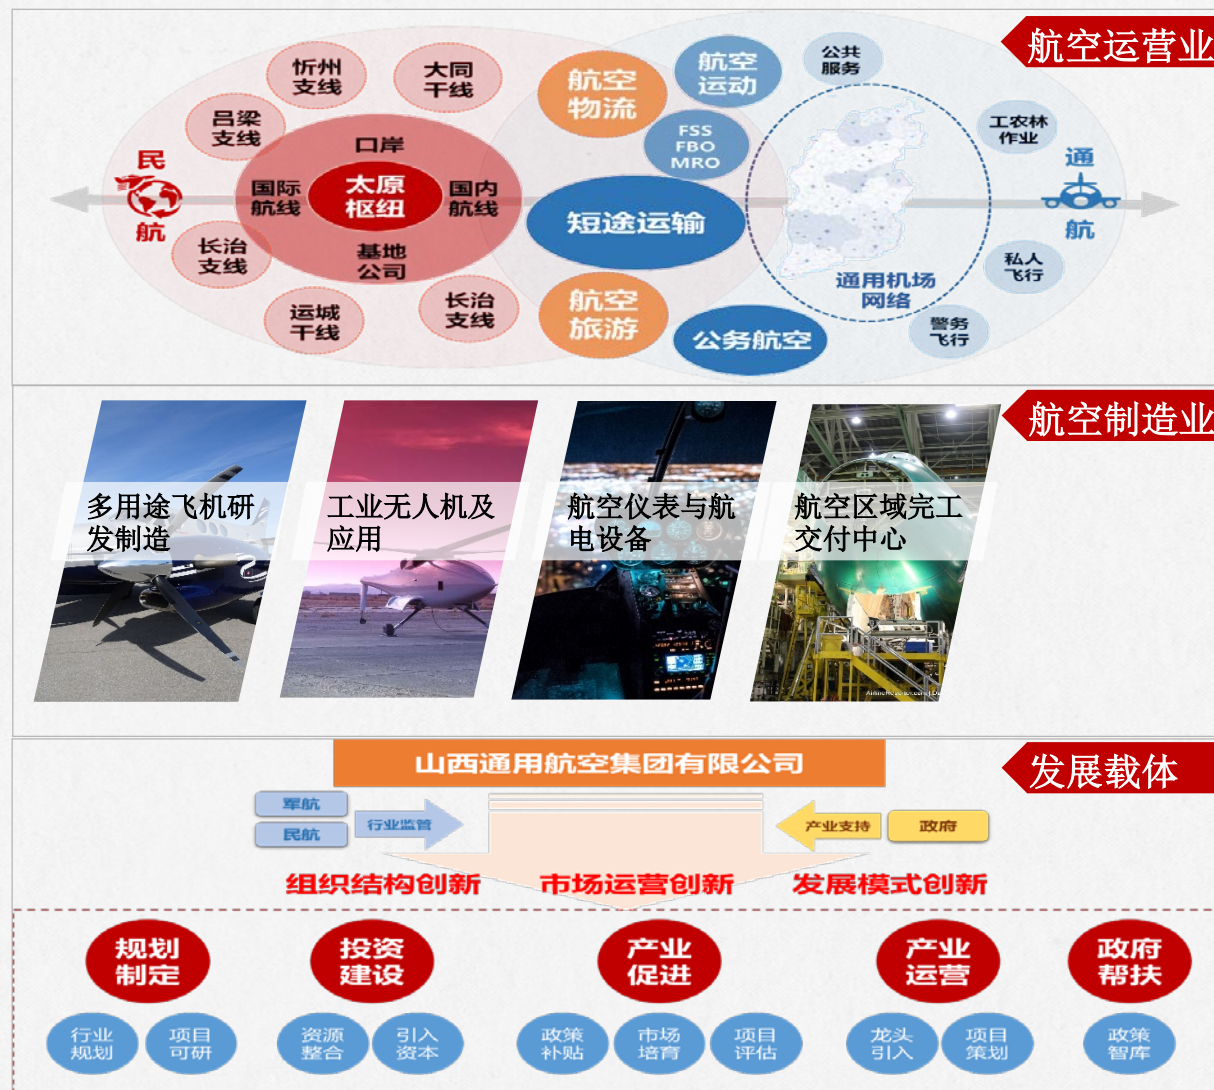 航空运营业
忻州
支线
大同
干线
吕梁
支线
民
航
口岸
国际
航线
太原
枢纽
国内
航线
基地
公司
长治
支线
运城
干线
长治
支线
航空
物流
航空
运动
公共
服务
FSS
FBO
MRO
短途运输
航空
旅游
公务航空
通用机场
网络
工农林
作业
通
航
私人
飞行
警务
飞行
航空制造业
多用途飞机研
发制造
工业无人机及
应用
航空仪表与航
电设备
航空区域完工
交付中心
发展载体
山西通用航空集团有限公司
军航
民航
行业监管
产业支持
政府
组织结构创新
市场运营创新
发展模式创新
规划
制定
投资
建设
产业
促进
产业
运营
政府
帮扶
行业
规划
项目
可研
资源
整合
引入
资本
政策
补贴
市场
培育
项目
评估
龙头
引入
项目
策划
政策
智库